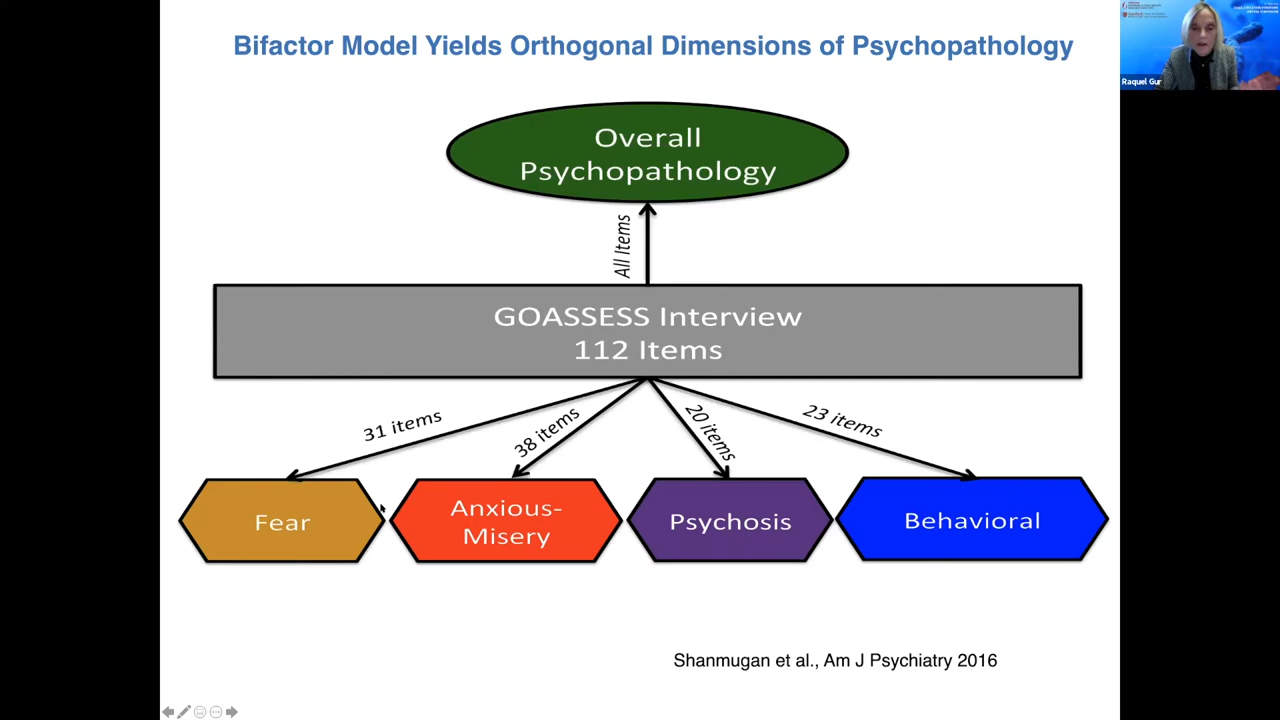 Bifactor Model Yields Orthogonal Dimensions of Psychopathology
Raquel Gur
Overall
Psychopathology
All Items
GOASSESS Interview
112 Items
31 items
38 items
20 items
23 items
Fear
Anxious-
Misery
Psychosis
Behavioral
Shanmugan et al., Am J Psychiatry 2016